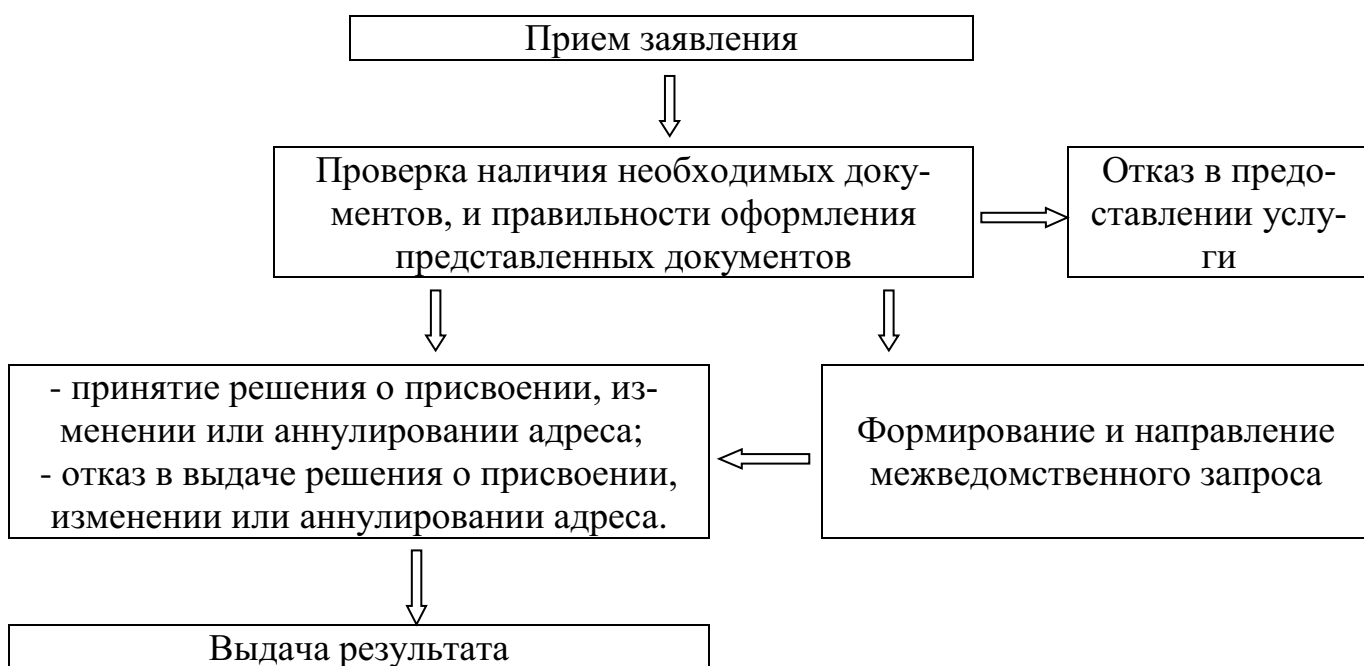 Прием заявления
Проверка наличия необходимых доку-
ментов, и правильности оформления
представленных документов
Отказ в предо-
ставлении услу-
ги
- принятие решения о присвоении, из-
менении или аннулировании адреса;
- отказ в выдаче решения о присвоении,
изменении или аннулировании адреса.
Формирование и направление
межведомственного запроса
Выдача результата